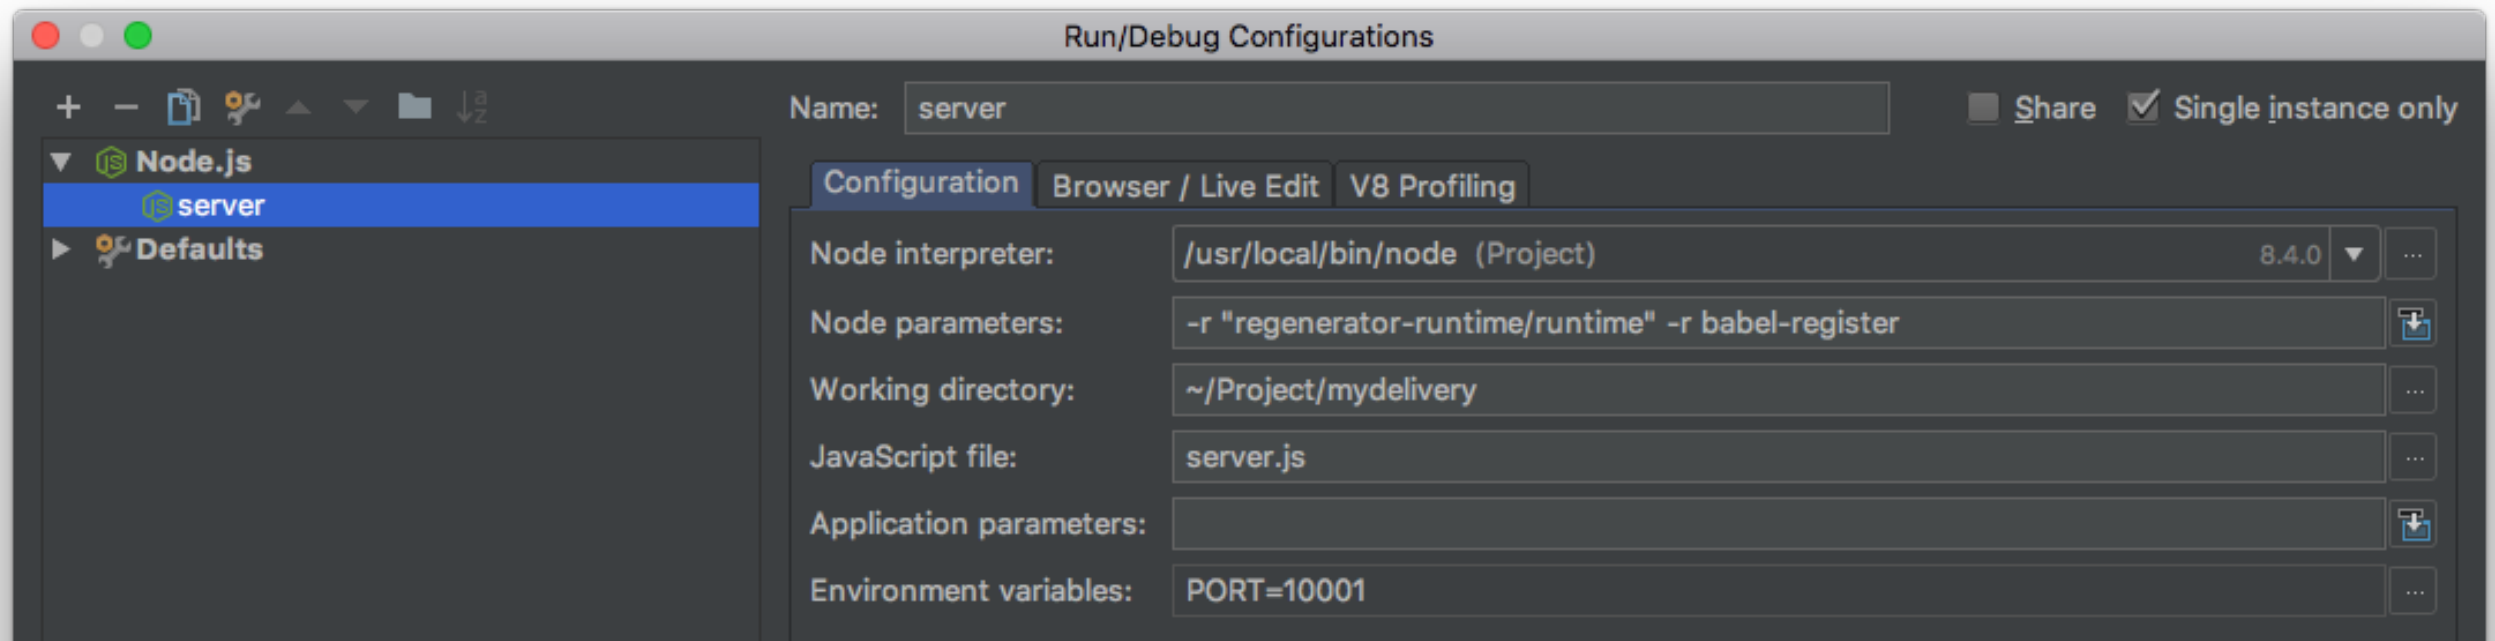 Run/Debug Configurations
Name: server Share Single instance only
Node.js
server
Defaults
Configuration Browser / Live Edit V8 Profiling
Node interpreter: /usr/local/bin/node (Project) 8.4.0 ...
Node parameters: -r "regenerator-runtime/runtime" -r babel-register
Working directory: ~/Project/mydelivery ...
JavaScript file: server.js ...
Application parameters:
Environment variables: PORT=10001 ...